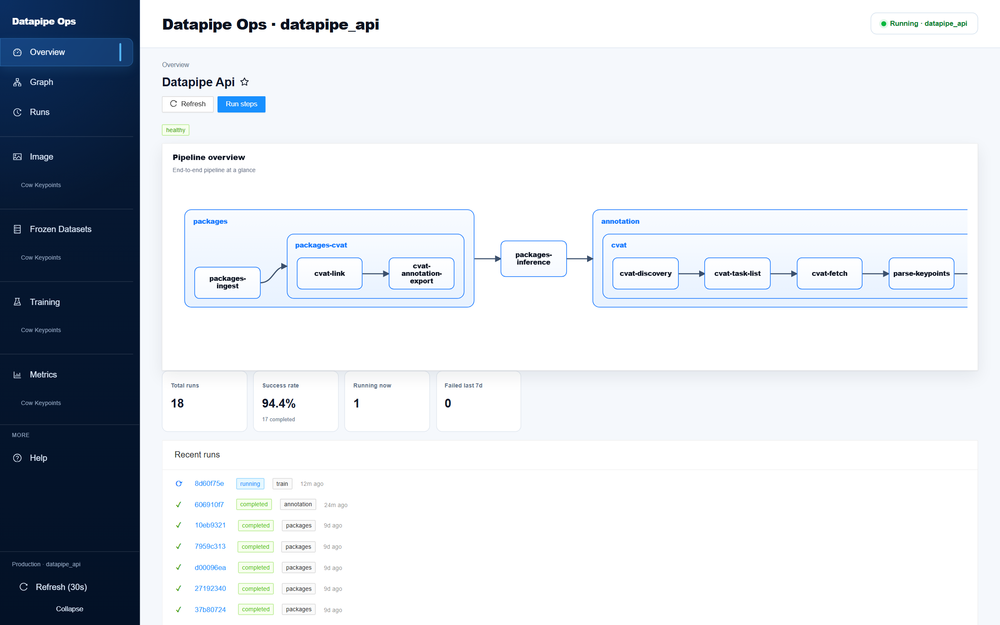 Datapipe Ops
Overview
Graph
Runs
Image
Cow Keypoints
Frozen Datasets
Cow Keypoints
Training
Cow Keypoints
Metrics
Cow Keypoints
MORE
Help
Production · datapipe_api
Refresh (30s)
Collapse
Datapipe Ops · datapipe_api
Running · datapipe_api
Overview
Datapipe Api
Refresh
Run steps
healthy
Pipeline overview
End-to-end pipeline at a glance
packages
packages-
ingest
packages-cvat
cvat-link
cvat-
annotation-
export
packages-
inference
annotation
cvat
cvat-discovery
cvat-task-list
cvat-fetch
parse-keypoints
Total runs
18
Success rate
94.4%
17 completed
Running now
1
Failed last 7d
0
Recent runs
8d60f75e running train 12m ago
606910f7 completed annotation 24m ago
10eb9321 completed packages 9d ago
7959c313 completed packages 9d ago
d00096ea completed packages 9d ago
27192340 completed packages 9d ago
37b80724 completed packages 9d ago